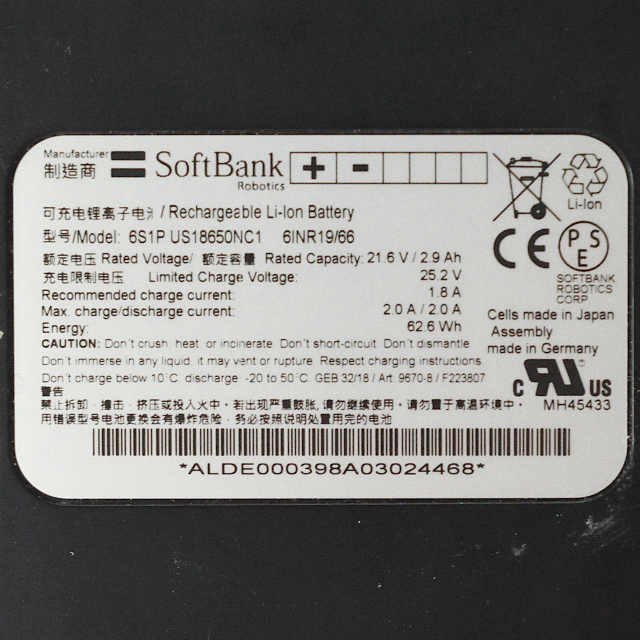 Manufacturer
制造商
SoftBank
Robotics
+ -
Li-Ion
可充电锂离子电池 / Rechargeable Li-Ion Battery
型号/Model: 6S1P US18650NC1 6INR19/66
额定电压 Rated Voltage/ 额定容量 Rated Capacity: 21.6 V / 2.9 Ah
充电限制电压 Limited Charge Voltage: 25.2 V
Recommended charge current: 1.8 A
Max. charge/discharge current: 2.0 A / 2.0 A
Energy: 62.6 Wh
CE
PSE
SOFTBANK
ROBOTICS
CORP
Cells made in Japan
Assembly
made in Germany
CAUTION: Don't crush, heat, or incinerate. Don't short-circuit. Don't dismantle
Don't immerse in any liquid, it may vent or rupture. Respect charging instructions
Don't charge below 10°C, discharge -20 to 50°C. GEB 32/18 / Art. 9670-8 / F223807
c RU US
MH45433
警告
禁止拆卸，撞击，挤压或投入火中，若出现严重鼓胀,请勿继续使用，请勿置于高温环境中，
用错误型号电池更换会有爆炸危险，务必按照说明处置用完的电池
*ALDE000398A03024468*